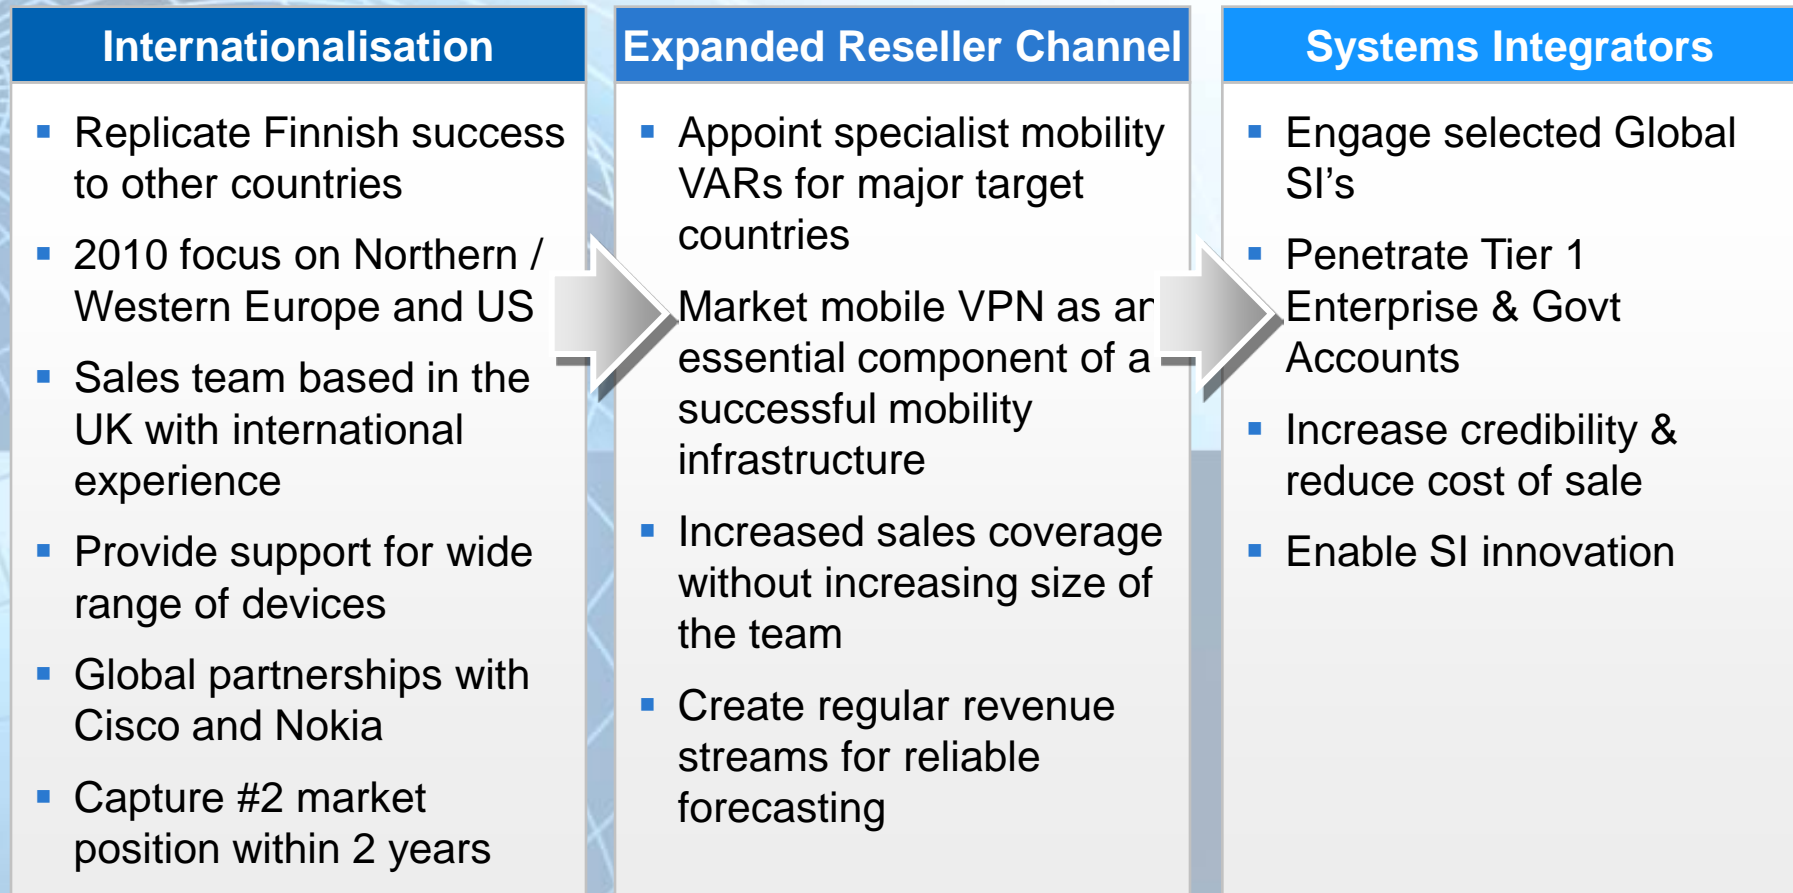 Internationalisation
Replicate Finnish success
to other countries
2010 focus on Northern /
Western Europe and US
Sales team based in the
UK with international
experience
Provide support for wide
range of devices
Global partnerships with
Cisco and Nokia
Capture #2 market
position within 2 years
Expanded Reseller Channel
Appoint specialist mobility
VARs for major target
countries
Market mobile VPN as an
essential component of a
successful mobility
infrastructure
Increased sales coverage
without increasing size of
the team
Create regular revenue
streams for reliable
forecasting
Systems Integrators
Engage selected Global
SI’s
Penetrate Tier 1
Enterprise & Govt
Accounts
Increase credibility &
reduce cost of sale
Enable SI innovation